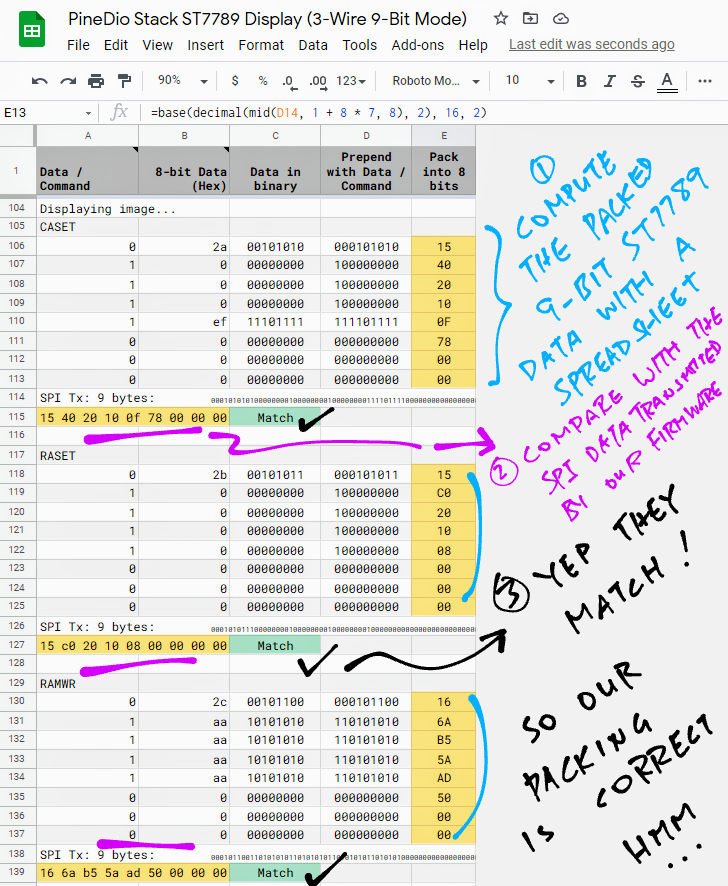 PineDio Stack ST7789 Display (3-Wire 9-Bit Mode)
File Edit View Insert Format Data Tools Add-ons Help Last edit was seconds ago
90% $ % .0 .00 123 Roboto Mo... 10 B I S A
E13 fx =base(decimal(mid(D14, 1 + 8 * 7, 8), 2), 16, 2)
A B C D E
1 Data / Command 8-bit Data (Hex) Data in binary Prepend with Data / Command Pack into 8 bits
104 Displaying image...
105 CASET
106 0 2a 00101010 000101010 15
107 1 0 00000000 100000000 40
108 1 0 00000000 100000000 20
109 1 0 00000000 100000000 10
110 1 ef 11101111 111101111 0F
111 0 0 00000000 000000000 78
112 0 0 00000000 000000000 00
113 0 0 00000000 000000000 00
114 SPI Tx: 9 bytes:
115 15 40 20 10 0f 78 00 00 00 Match
116
117 RASET
118 0 2b 00101011 000101011 15
119 1 0 00000000 100000000 C0
120 1 0 00000000 100000000 20
121 1 0 00000000 100000000 10
122 1 0 00000000 100000000 08
123 0 0 00000000 000000000 00
124 0 0 00000000 000000000 00
125 0 0 00000000 000000000 00
126 SPI Tx: 9 bytes:
127 15 c0 20 10 08 00 00 00 00 Match
128
129 RAMWR
130 0 2c 00101100 000101100 16
131 1 aa 10101010 110101010 6A
132 1 aa 10101010 110101010 B5
133 1 aa 10101010 110101010 5A
134 1 aa 10101010 110101010 AD
135 0 0 00000000 000000000 50
136 0 0 00000000 000000000 00
137 0 0 00000000 000000000 00
138 SPI Tx: 9 bytes:
139 16 6a b5 5a ad 50 00 00 00 Match
1 COMPUTE
THE PACKED
9-BIT ST7789
DATA WITH A
SPREADSHEET
2 COMPARE WITH THE
SPI DATA TRANSMITTED
BY OUR FIRMWARE
3 YEP THEY
MATCH!
SO OUR
PACKING
IS CORRECT
HMM
...